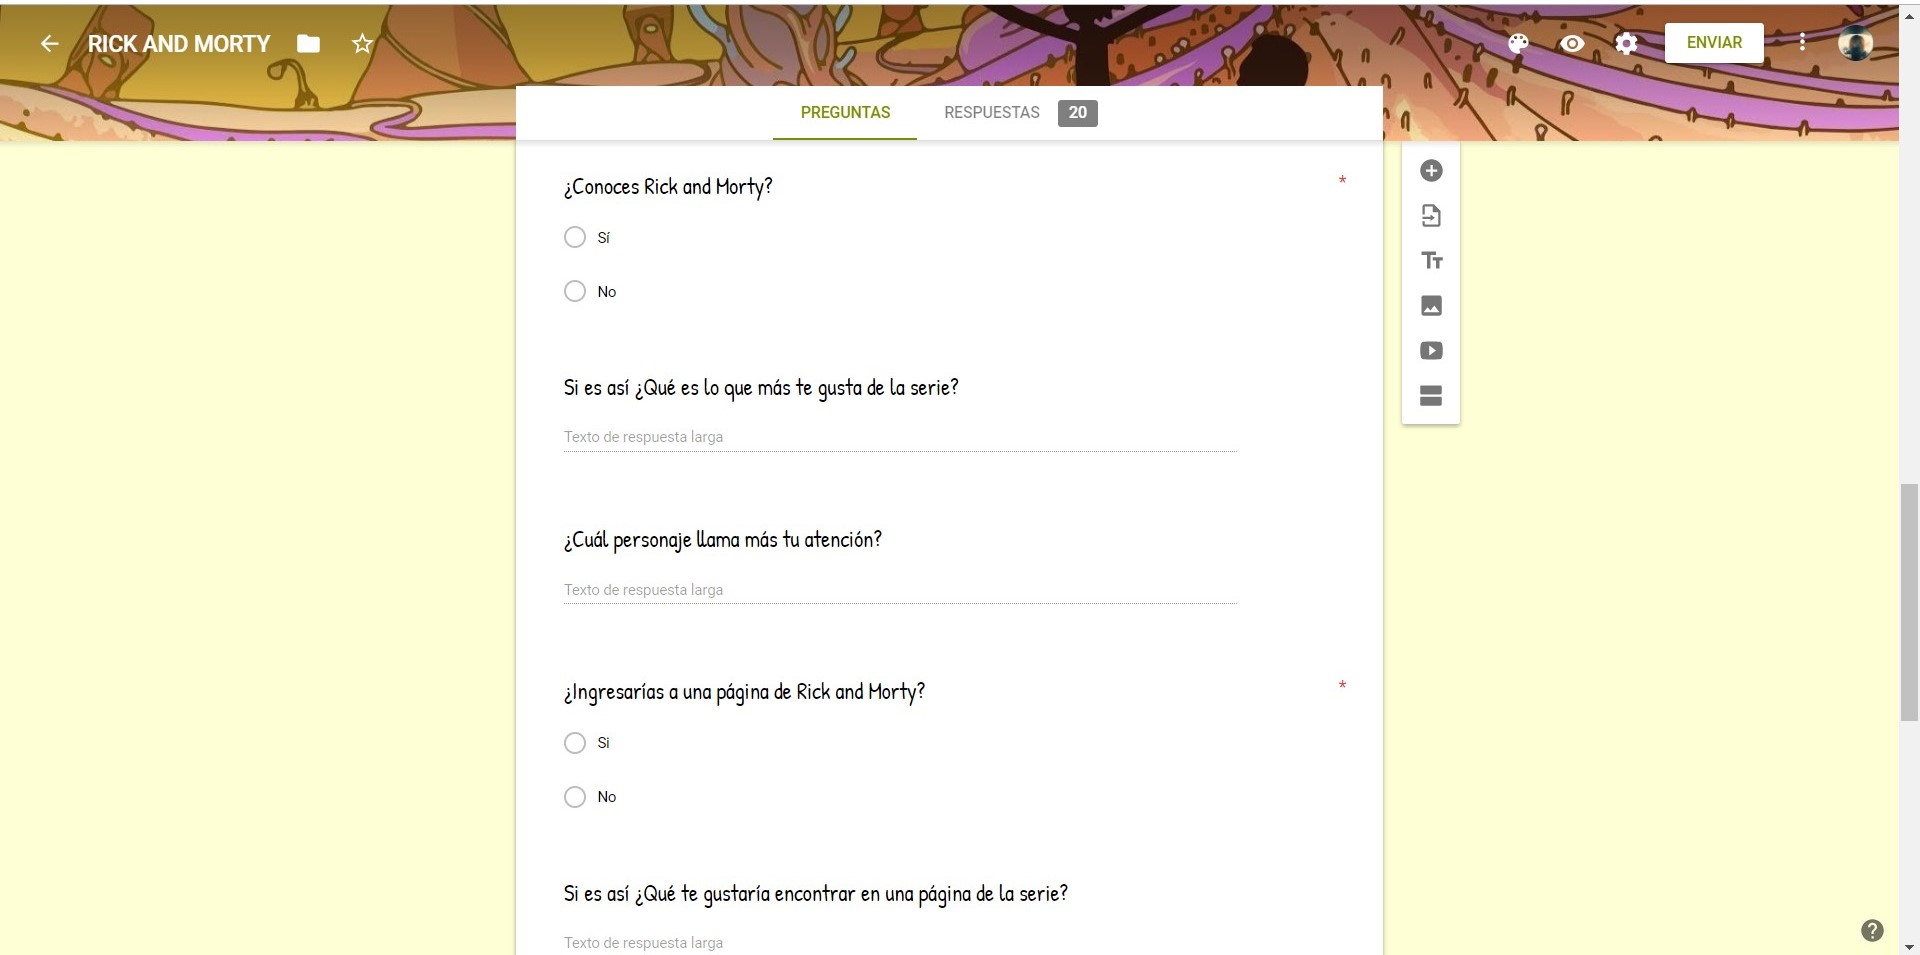 RICK AND MORTY
ENVIAR
PREGUNTAS
RESPUESTAS 20
¿Conoces Rick and Morty? *
Sí
No
Si es así ¿Qué es lo que más te gusta de la serie?
Texto de respuesta larga
¿Cuál personaje llama más tu atención?
Texto de respuesta larga
¿Ingresarías a una página de Rick and Morty? *
Si
No
Si es así ¿Qué te gustaría encontrar en una página de la serie?
Texto de respuesta larga